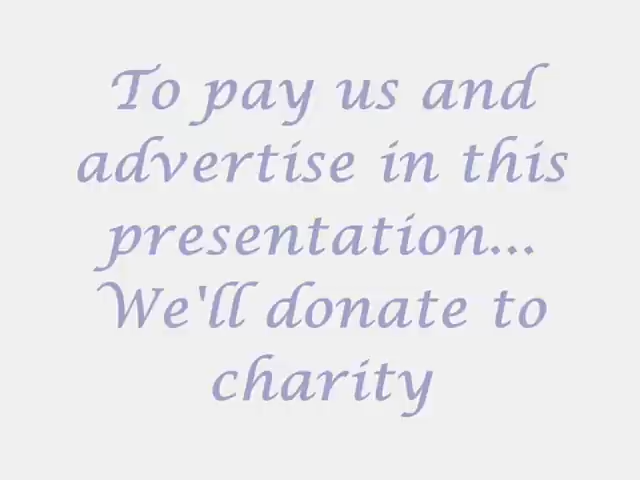 To pay us and
advertise in this
presentation...
We'll donate to
charity